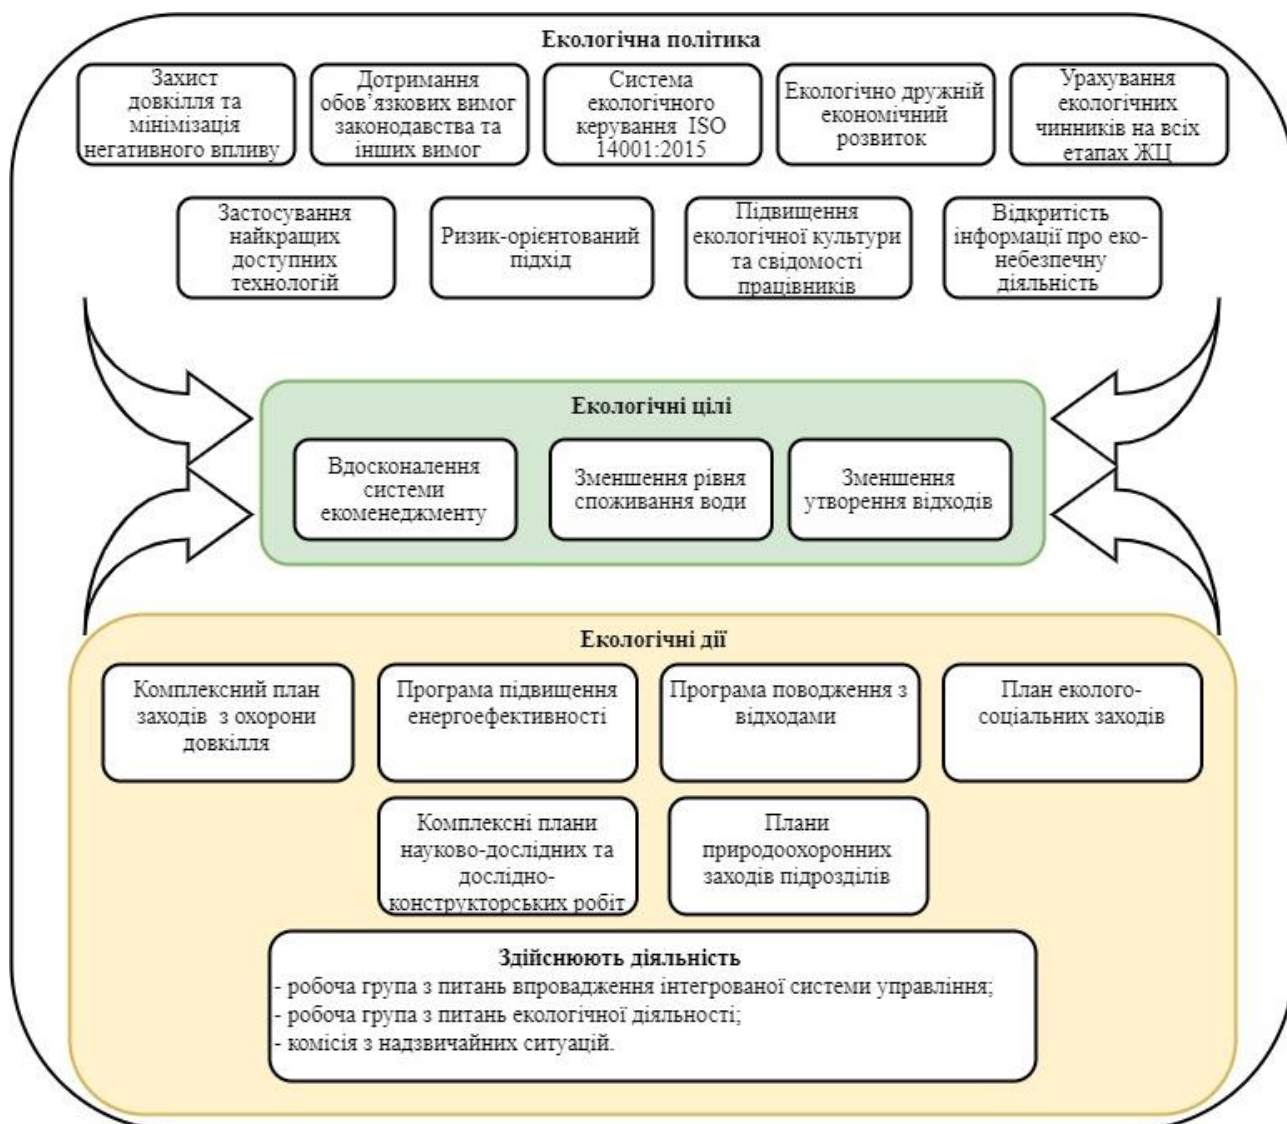 Екологічна політика
Захист
довкілля та
мінімізація
негативного впливу
Дотримання
обов’язкових вимог
законодавства та
інших вимог
Система
екологічного
керування ISO
14001:2015
Екологічно дружній
економічний
розвиток
Урахування
екологічних
чинників на всіх
етапах ЖЦ
Застосування
найкращих
доступних
технологій
Ризик-орієнтований
підхід
Підвищення
екологічної культури
та свідомості
працівників
Відкритість
інформації про еко-
небезпечну
діяльність
Екологічні цілі
Вдосконалення
системи
екоменеджменту
Зменшення рівня
споживання води
Зменшення
утворення відходів
Екологічні дії
Комплексний план
заходів з охорони
довкілля
Програма підвищення
енергоефективності
Програма поводження з
відходами
План еколого-
соціальних заходів
Комплексні плани
науково-дослідних та
дослідно-
конструкторських робіт
Плани
природоохоронних
заходів підрозділів
Здійснюють діяльність
- робоча група з питань впровадження інтегрованої системи управління;
- робоча група з питань екологічної діяльності;
- комісія з надзвичайних ситуацій.